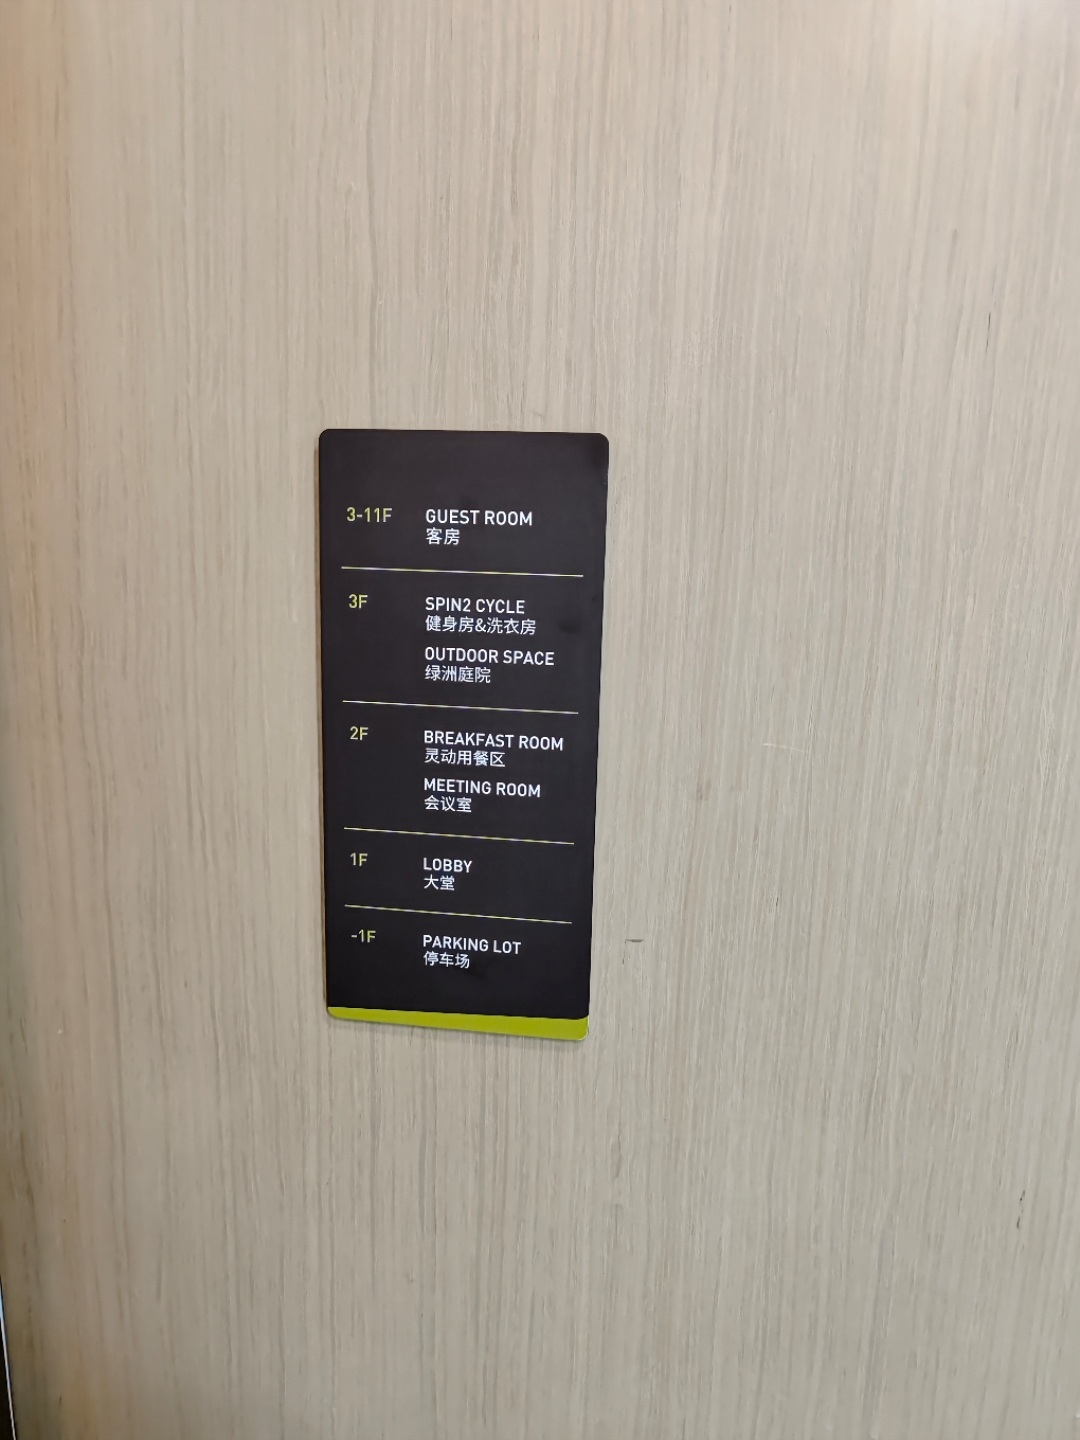 3-11F GUEST ROOM
客房
3F SPIN2 CYCLE
健身房&洗衣房
OUTDOOR SPACE
绿洲庭院
2F BREAKFAST ROOM
灵动用餐区
MEETING ROOM
会议室
1F LOBBY
大堂
-1F PARKING LOT
停车场